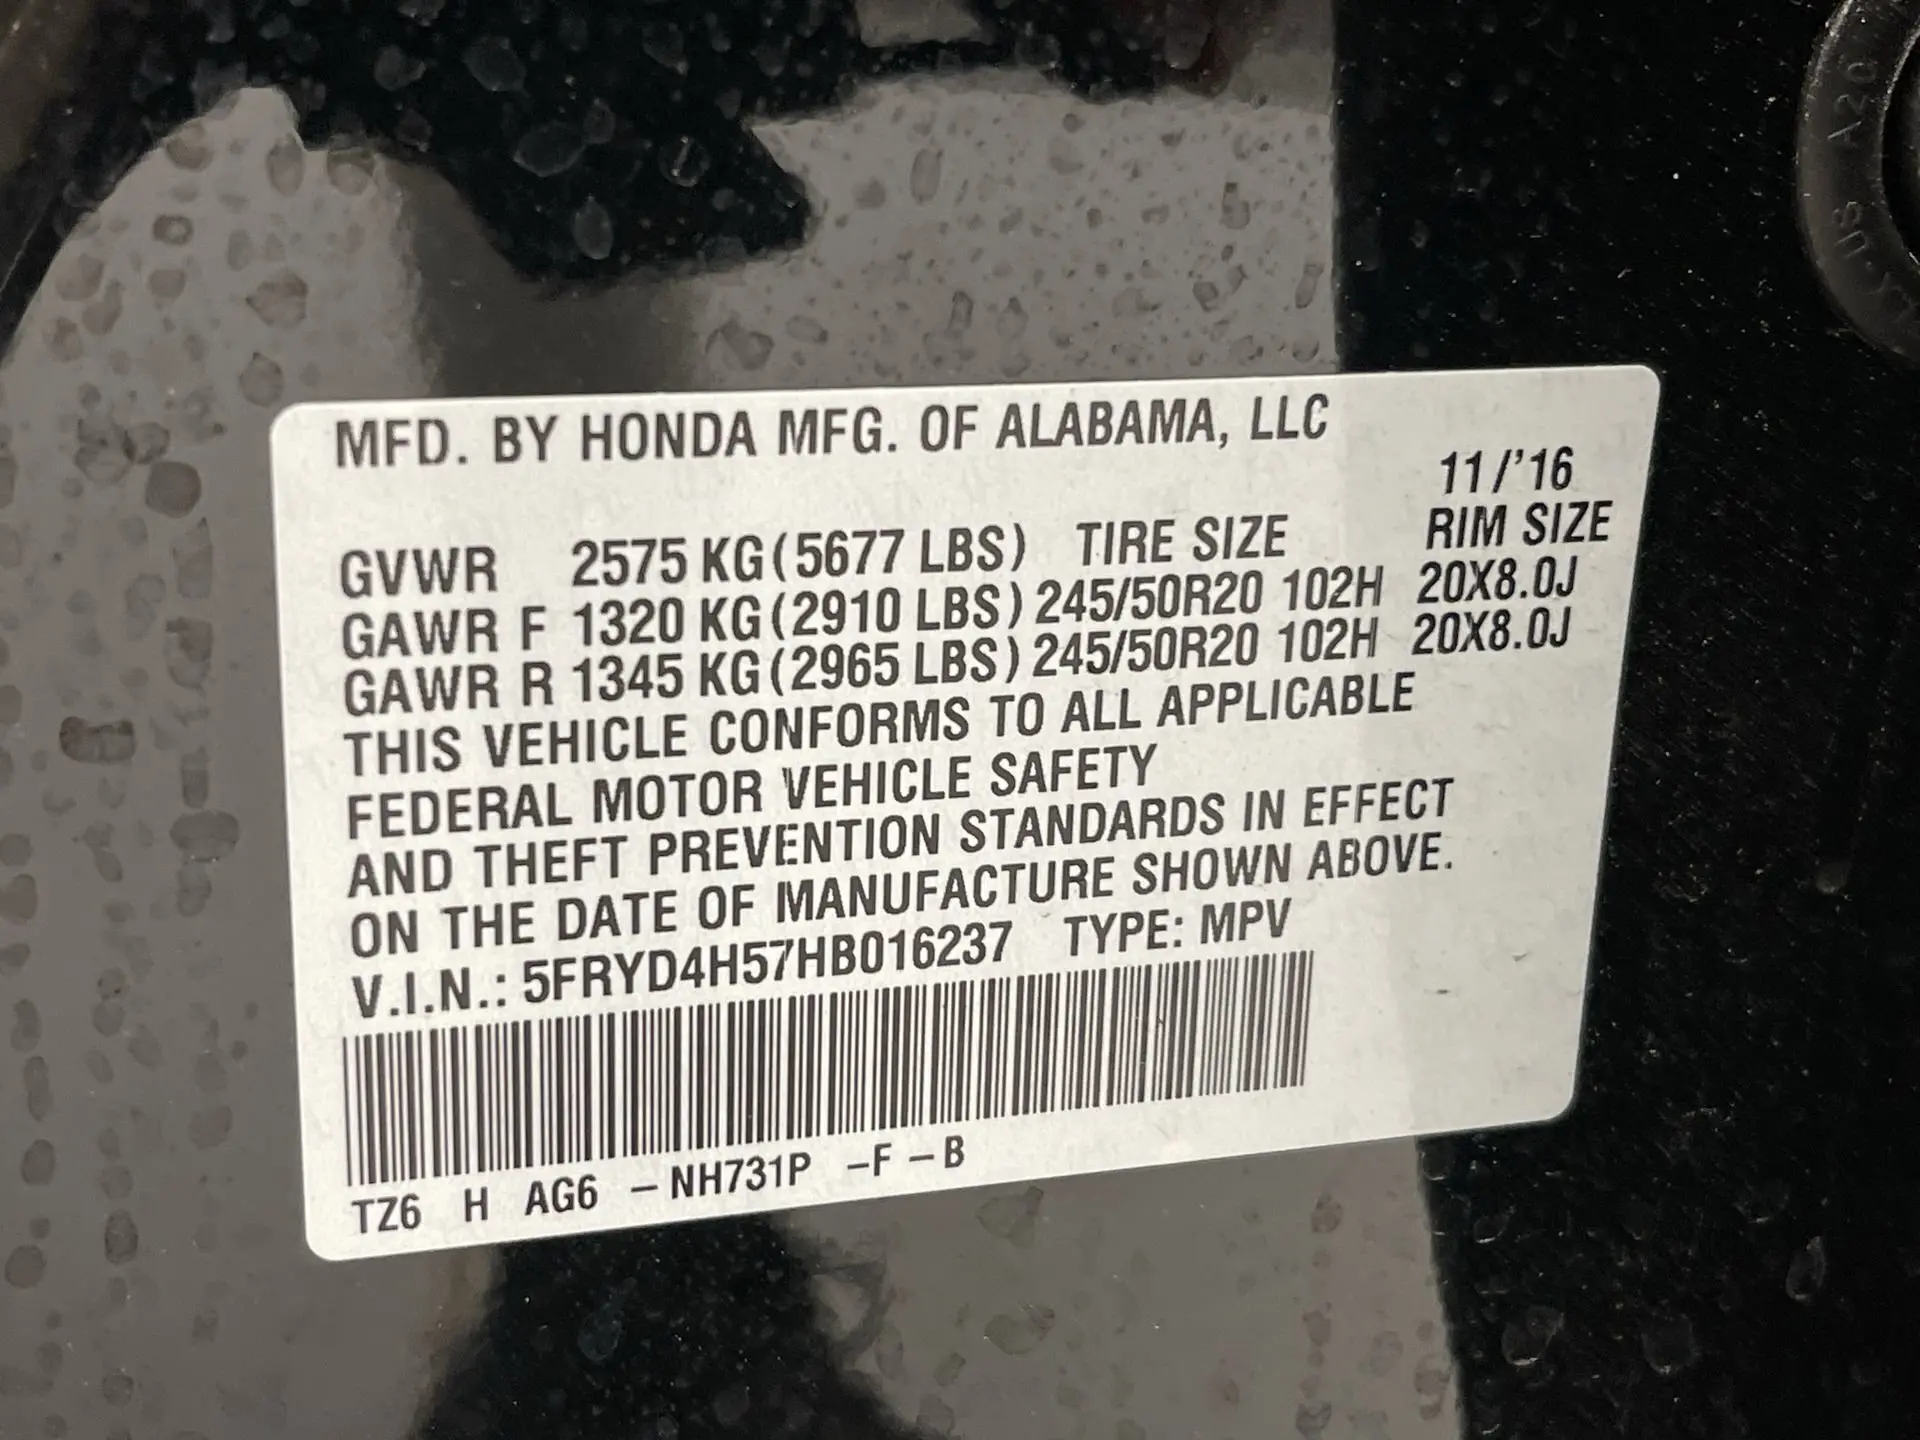 MFD. BY HONDA MFG. OF ALABAMA, LLC
11/'16
GVWR 2575 KG(5677 LBS) TIRE SIZE RIM SIZE
GAWR F 1320 KG(2910 LBS) 245/50R20 102H 20X8.0J
GAWR R 1345 KG(2965 LBS) 245/50R20 102H 20X8.0J
THIS VEHICLE CONFORMS TO ALL APPLICABLE
FEDERAL MOTOR VEHICLE SAFETY
AND THEFT PREVENTION STANDARDS IN EFFECT
ON THE DATE OF MANUFACTURE SHOWN ABOVE.
V.I.N.: 5FRYD4H57HB016237 TYPE: MPV
TZ6 H AG6 -NH731P -F -B